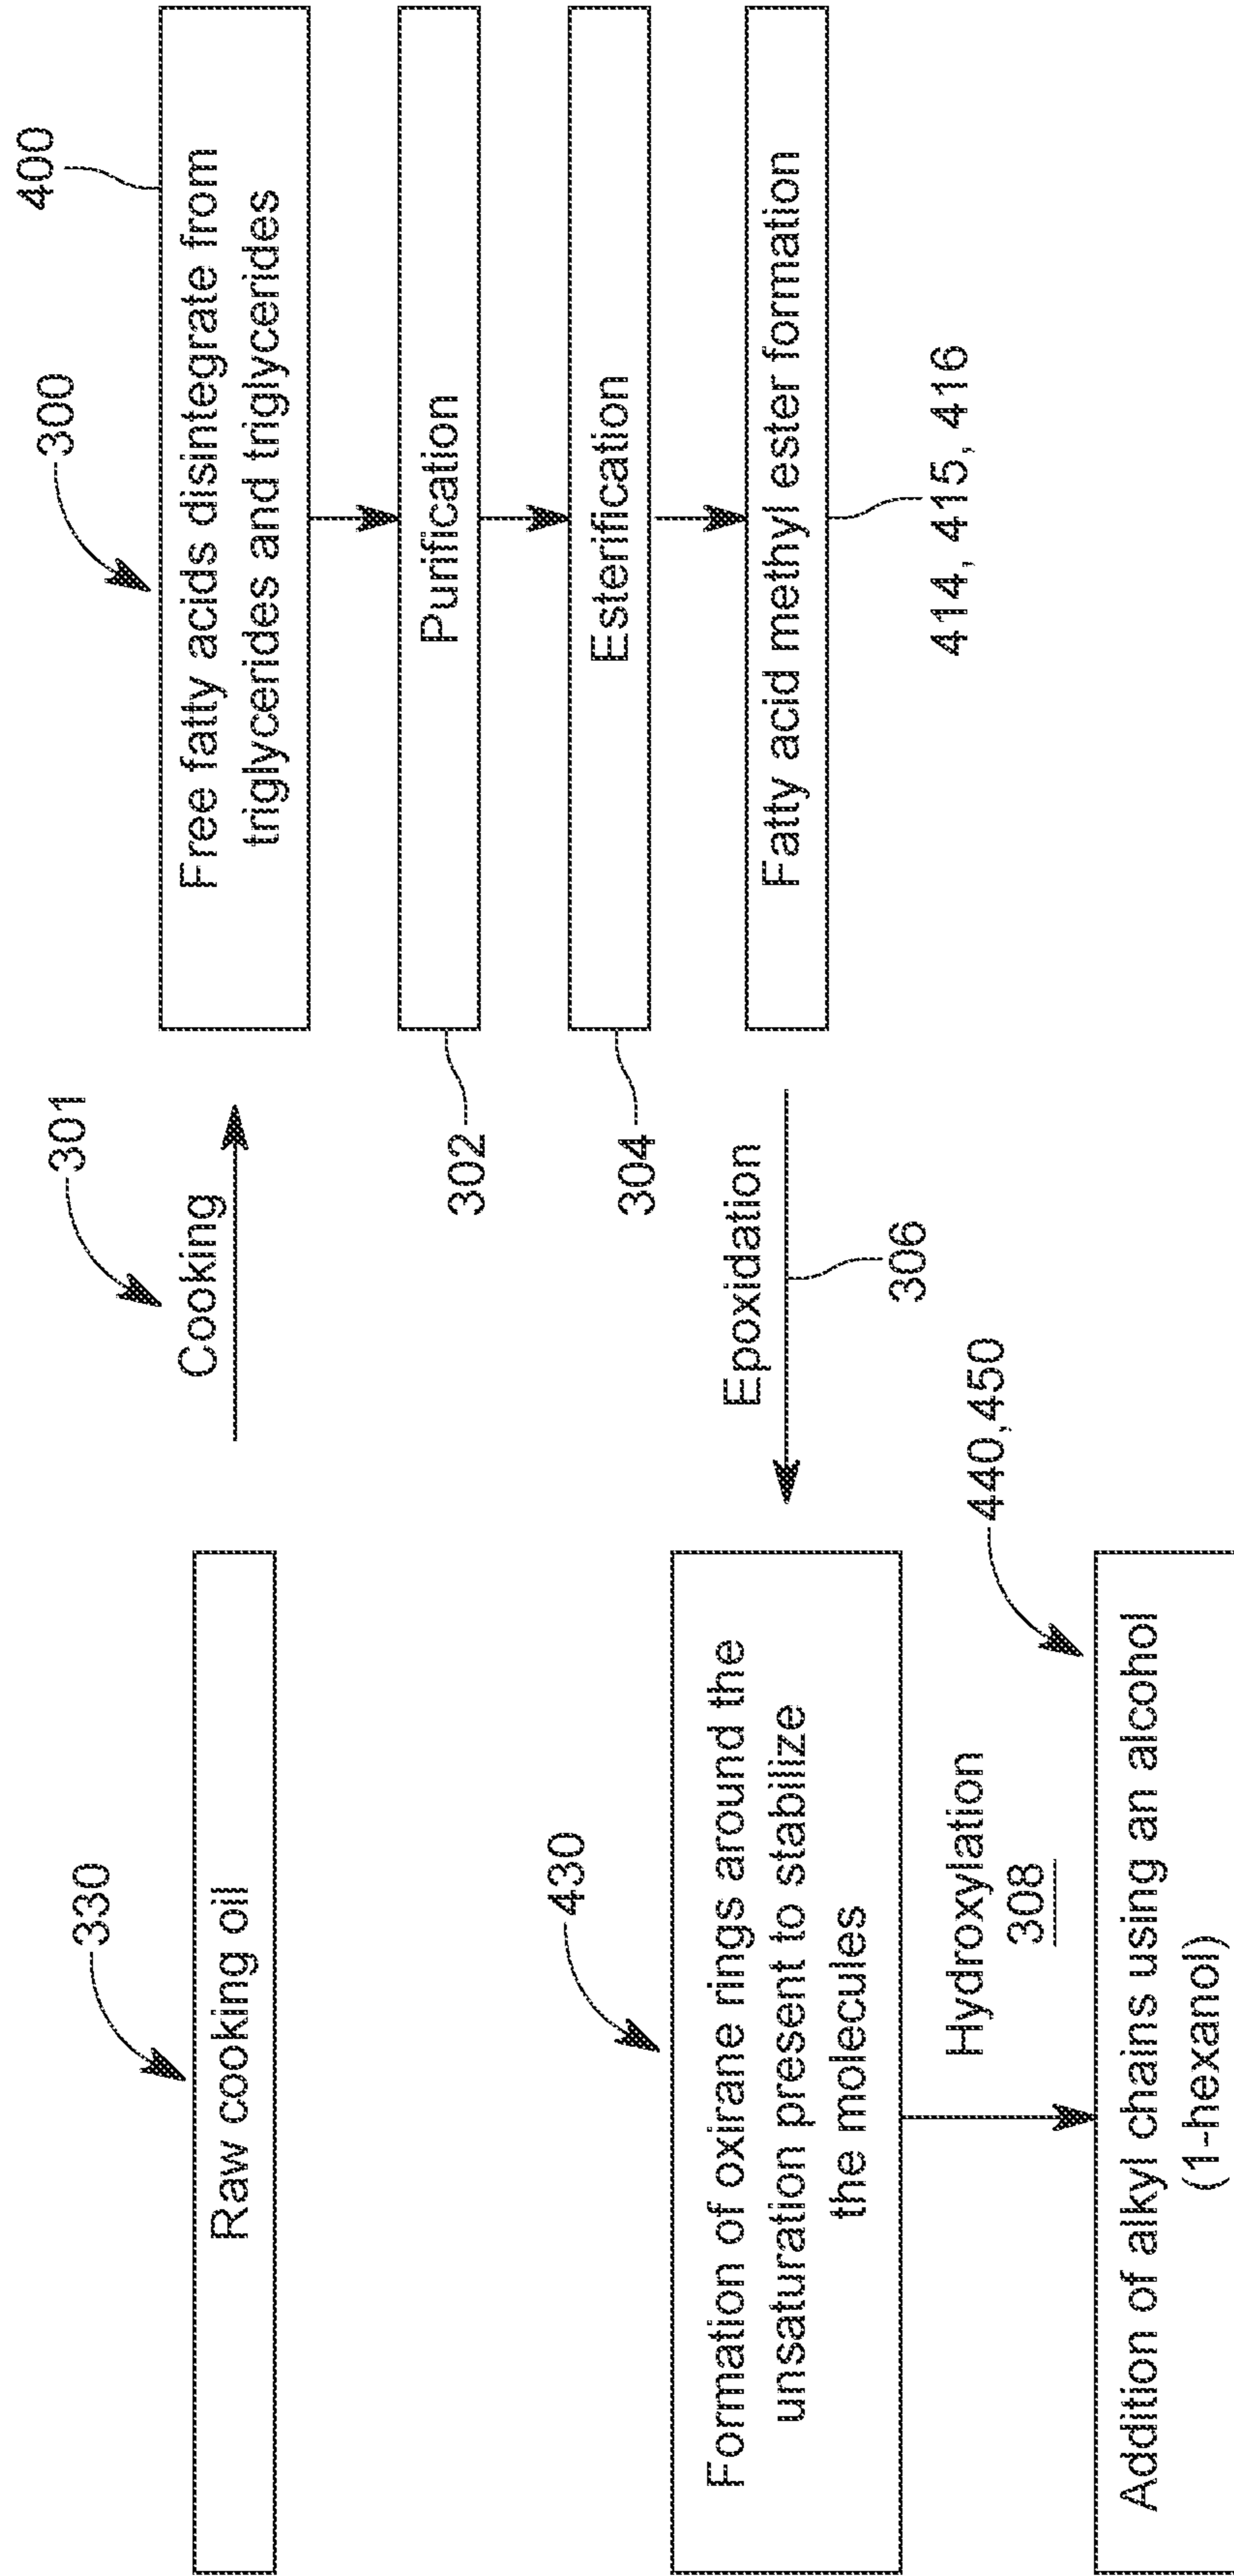 330
Raw cooking oil
301
Cooking
300
400
Free fatty acids disintegrate from
triglycerides and triglycerides
302
Purification
304
Esterification
Fatty acid methyl ester formation
414, 415, 416
Epoxidation
306
430
Formation of oxirane rings around the
unsaturation present to stabilize
the molecules
Hydroxylation
308
440,450
Addition of alkyl chains using an alcohol
(1-hexanol)